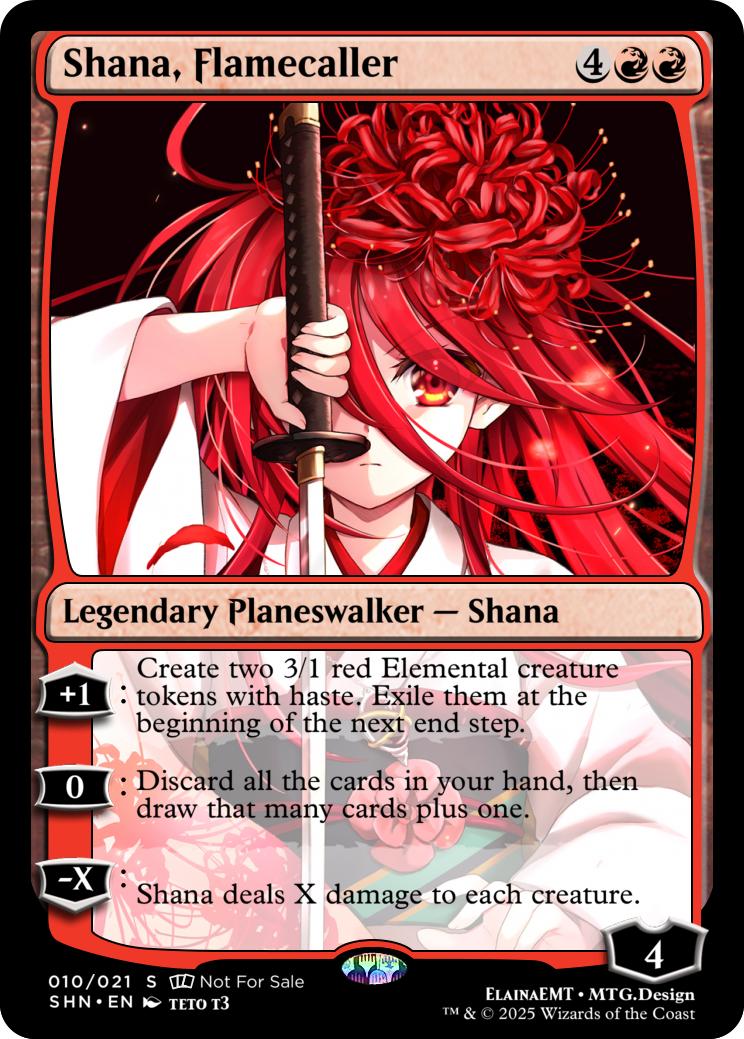 Shana, Flamecaller 4
Legendary Planeswalker — Shana
+1 : Create two 3/1 red Elemental creature
tokens with haste. Exile them at the
beginning of the next end step.
0 : Discard all the cards in your hand, then
draw that many cards plus one.
-X : Shana deals X damage to each creature.
4
010/021 S Not For Sale
SHN • EN TETO T3
ElainaEMT • MTG.Design
™ & © 2025 Wizards of the Coast